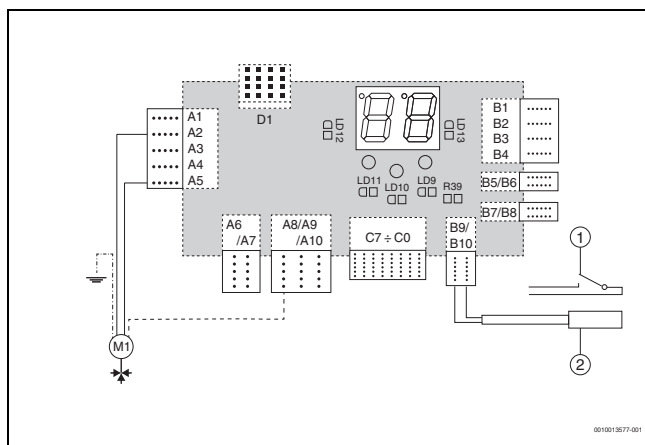 D1
A1
A2
A3
A4
A5
B1
B2
B3
B4
LD12
LD13
LD11
LD10
LD9
R39
B5/B6
B7/B8
A6
/A7
A8/A9
/A10
C7 ÷ C0
B9/
B10
1
M1
2
0010013577-001